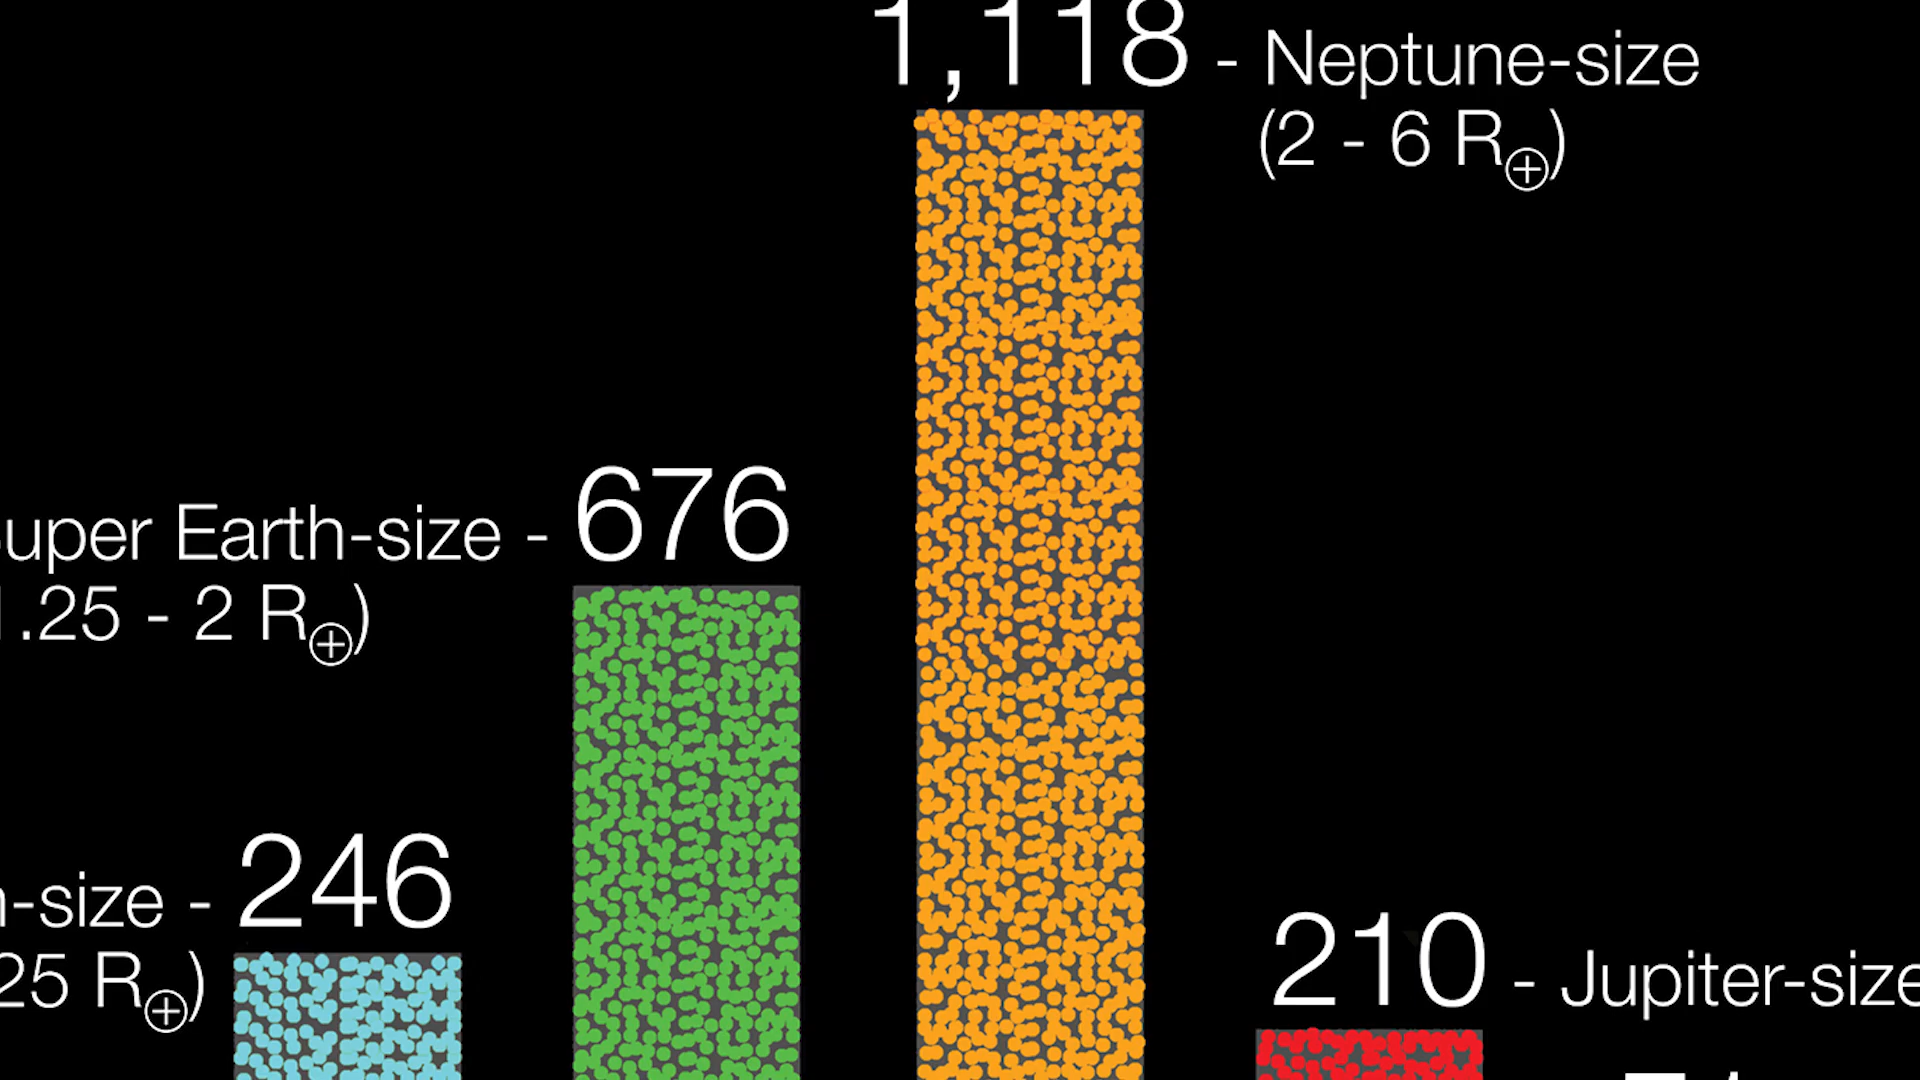 1,118 - Neptune-size
(2 - 6 R⊕)
uper Earth-size - 676
.25 - 2 R⊕)
-size - 246
25 R⊕)
210 - Jupiter-size